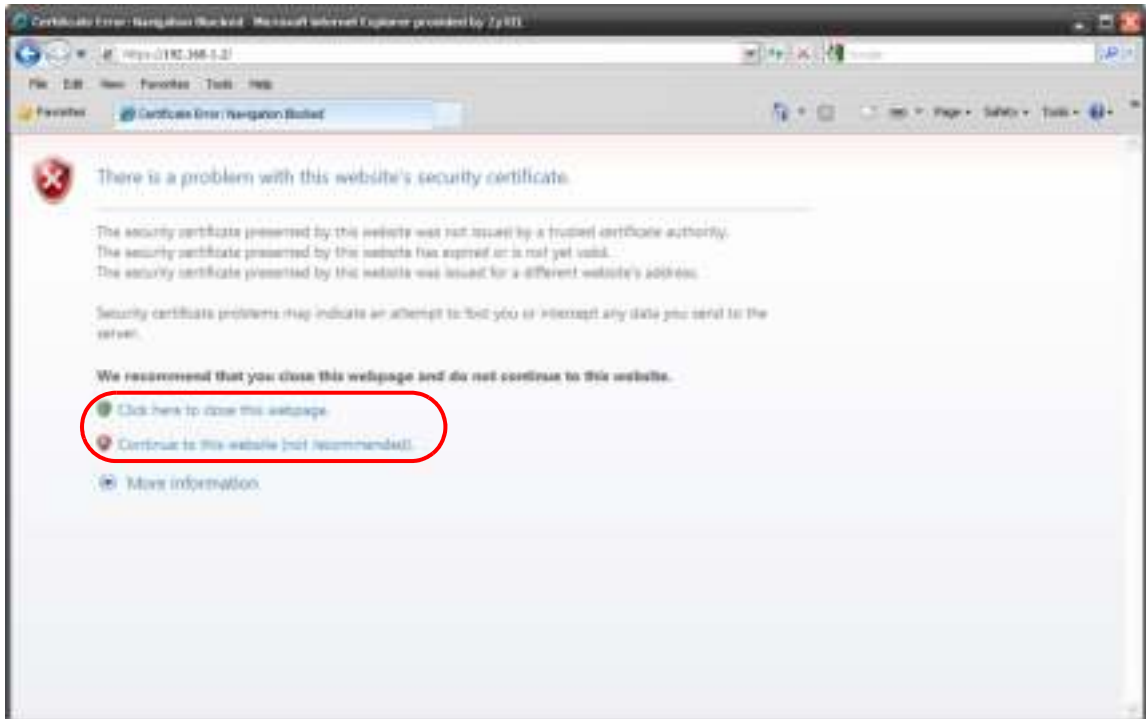 Certificate Error: Navigation Blocked - Microsoft Internet Explorer provided by ZyXEL
https://192.168.1.2/
File Edit View Favorites Tools Help
Favorites Certificate Error: Navigation Blocked Page Safety Tools
There is a problem with this website's security certificate.
The security certificate presented by this website was not issued by a trusted certificate authority.
The security certificate presented by this website has expired or is not yet valid.
The security certificate presented by this website was issued for a different website's address.
Security certificate problems may indicate an attempt to fool you or intercept any data you send to the
server.
We recommend that you close this webpage and do not continue to this website.
Click here to close this webpage.
Continue to this website (not recommended).
More information